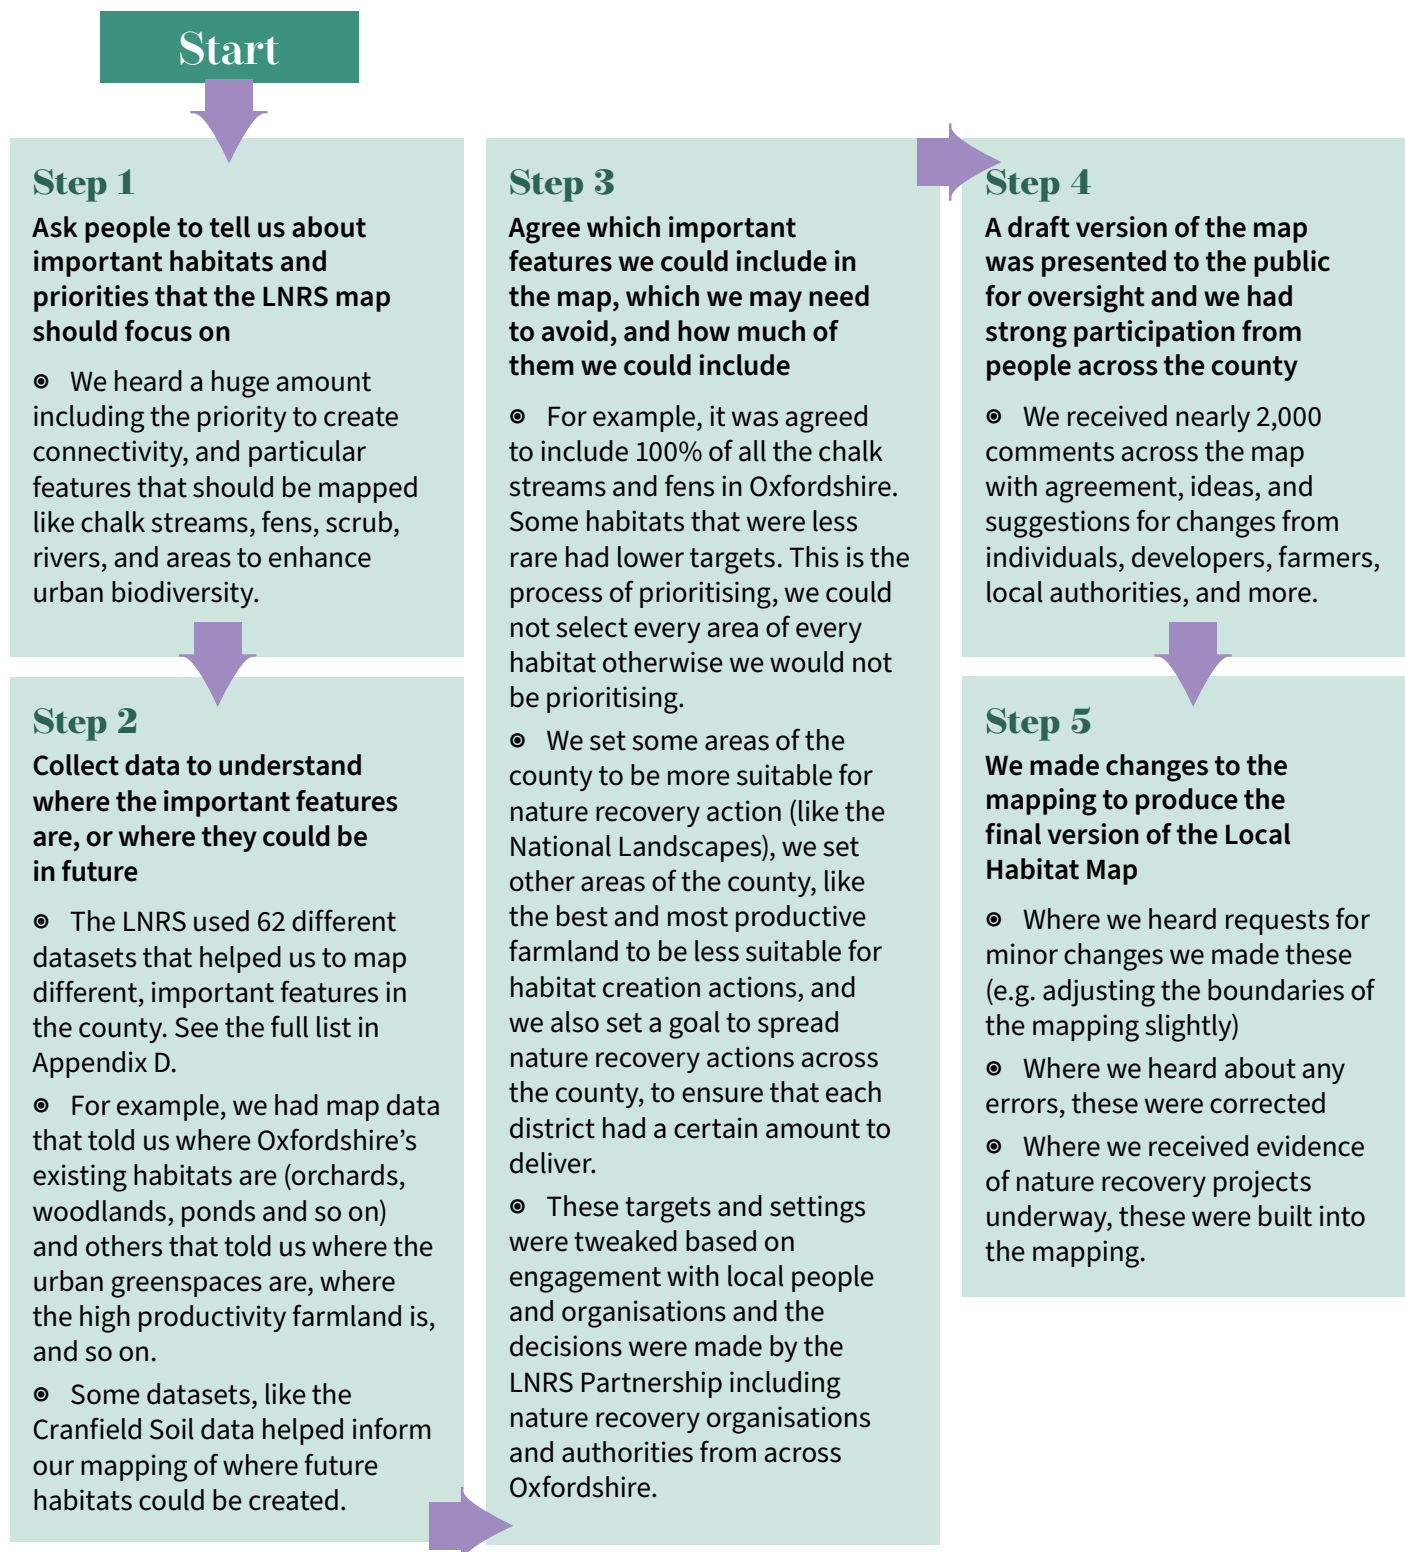 Start
Step 1
Ask people to tell us about
important habitats and
priorities that the LNRS map
should focus on
◉ We heard a huge amount
including the priority to create
connectivity, and particular
features that should be mapped
like chalk streams, fens, scrub,
rivers, and areas to enhance
urban biodiversity.
Step 2
Collect data to understand
where the important features
are, or where they could be
in future
◉ The LNRS used 62 different
datasets that helped us to map
different, important features in
the county. See the full list in
Appendix D.
◉ For example, we had map data
that told us where Oxfordshire’s
existing habitats are (orchards,
woodlands, ponds and so on)
and others that told us where the
urban greenspaces are, where
the high productivity farmland is,
and so on.
◉ Some datasets, like the
Cranfield Soil data helped inform
our mapping of where future
habitats could be created.
Step 3
Agree which important
features we could include in
the map, which we may need
to avoid, and how much of
them we could include
◉ For example, it was agreed
to include 100% of all the chalk
streams and fens in Oxfordshire.
Some habitats that were less
rare had lower targets. This is the
process of prioritising, we could
not select every area of every
habitat otherwise we would not
be prioritising.
◉ We set some areas of the
county to be more suitable for
nature recovery action (like the
National Landscapes), we set
other areas of the county, like
the best and most productive
farmland to be less suitable for
habitat creation actions, and
we also set a goal to spread
nature recovery actions across
the county, to ensure that each
district had a certain amount to
deliver.
◉ These targets and settings
were tweaked based on
engagement with local people
and organisations and the
decisions were made by the
LNRS Partnership including
nature recovery organisations
and authorities from across
Oxfordshire.
Step 4
A draft version of the map
was presented to the public
for oversight and we had
strong participation from
people across the county
◉ We received nearly 2,000
comments across the map
with agreement, ideas, and
suggestions for changes from
individuals, developers, farmers,
local authorities, and more.
Step 5
We made changes to the
mapping to produce the
final version of the Local
Habitat Map
◉ Where we heard requests for
minor changes we made these
(e.g. adjusting the boundaries of
the mapping slightly)
◉ Where we heard about any
errors, these were corrected
◉ Where we received evidence
of nature recovery projects
underway, these were built into
the mapping.